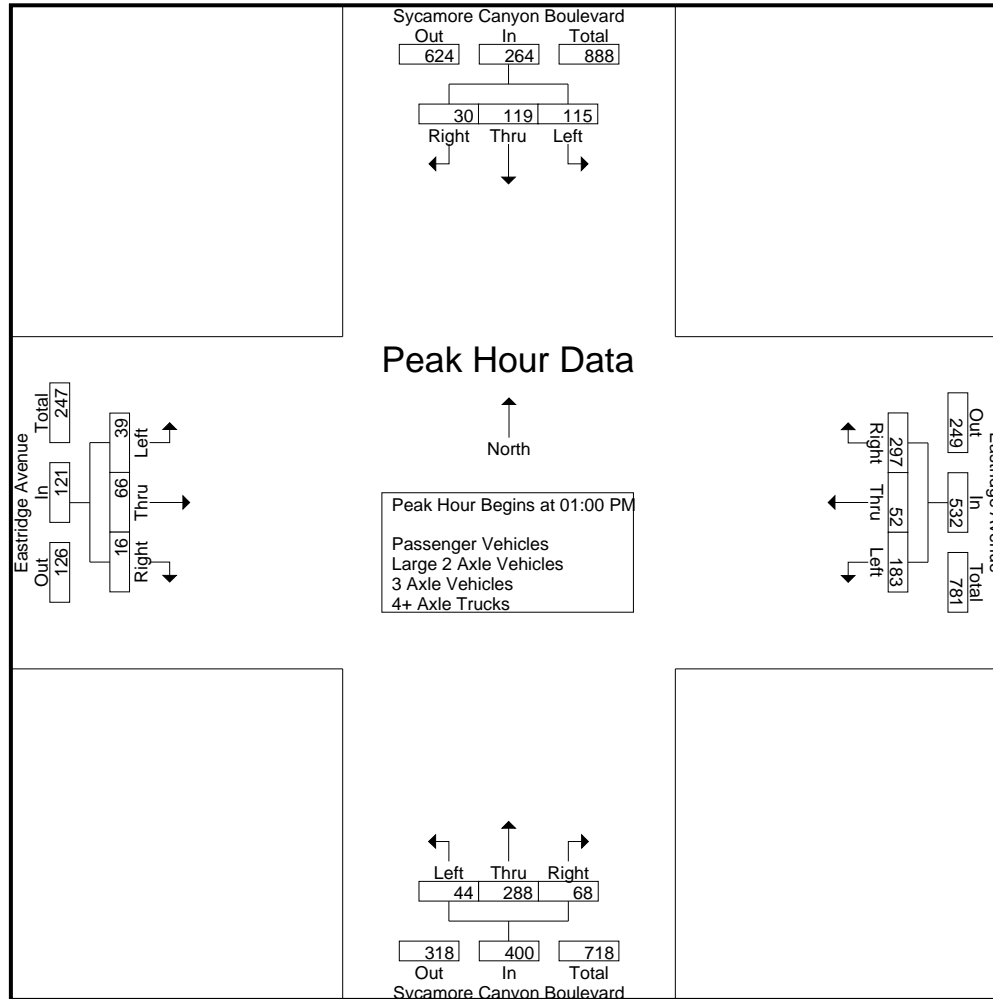 Sycamore Canyon Boulevard
Out In Total
624 264 888
30 119 115
Right Thru Left
Peak Hour Data
North
Peak Hour Begins at 01:00 PM
Passenger Vehicles
Large 2 Axle Vehicles
3 Axle Vehicles
4+ Axle Trucks
Eastridge Avenue
Out In Total
126 121 247
16 66 39
Right Thru Left
Out In Total
249 532 781
297 52 183
Right Thru Left
Left Thru Right
44 288 68
318 400 718
Out In Total
Sycamore Canyon Boulevard